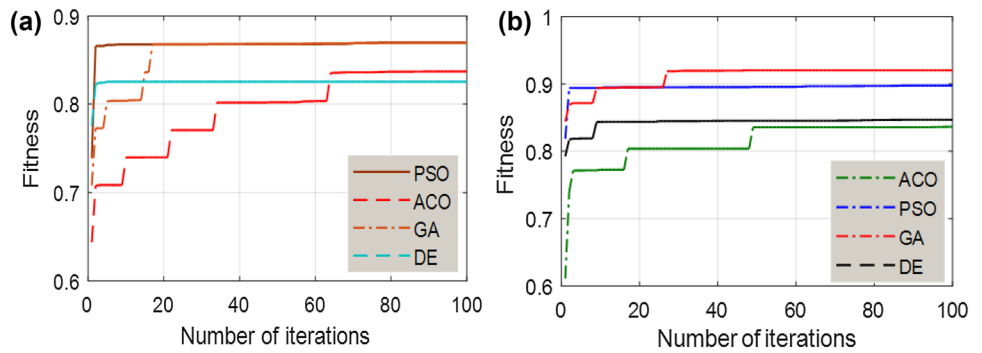 (a)
0.9
0.8
0.7
0.6
Fitness
0
20
40
60
80
100
Number of iterations
PSO
ACO
GA
DE
(b)
1
0.9
0.8
0.7
0.6
Fitness
0
20
40
60
80
100
Number of iterations
ACO
PSO
GA
DE